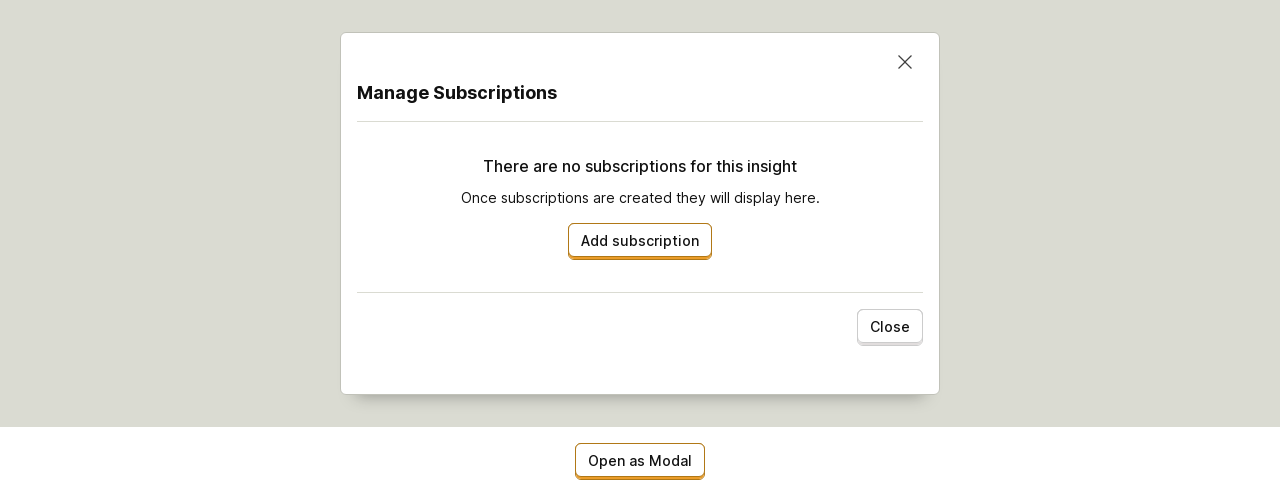 Manage Subscriptions
There are no subscriptions for this insight
Once subscriptions are created they will display here.
Add subscription
Close
Open as Modal